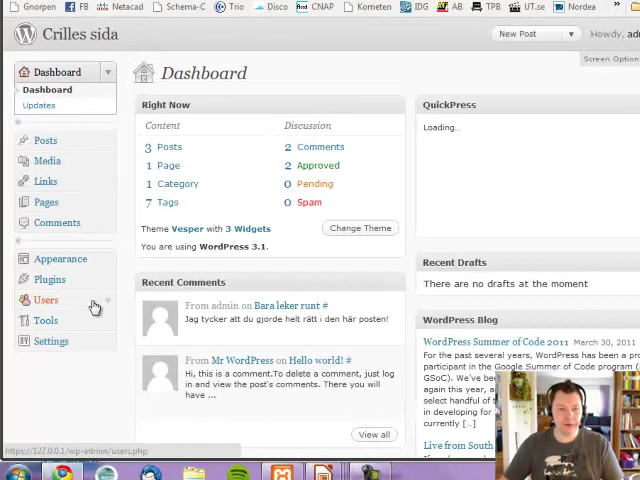 Gnorpen
FB
Netacad
Schema-C
Trio
Disco
CNAP
Kometen
IDG
AB
TPB
UT.se
Nordea
Crilles sida
New Post
Howdy,
Screen Option
Dashboard
Dashboard
Updates
Posts
Media
Links
Pages
Comments
Appearance
Plugins
Users
Tools
Settings
Dashboard
Right Now
Content
3 Posts
1 Page
1 Category
7 Tags
Discussion
2 Comments
2 Approved
0 Pending
0 Spam
Theme Vesper with 3 Widgets
Change Theme
You are using WordPress 3.1.
Recent Comments
From admin on Bara leker runt #
Jag tycker att du gjorde helt rätt i den här posten!
From Mr WordPress on Hello world! #
Hi, this is a comment.To delete a comment, just log
in and view the post's comments. There you will
have ...
View all
QuickPress
Loading...
Recent Drafts
There are no drafts at the moment
WordPress Blog
WordPress Summer of Code 2011 March 30, 2011
For the past several years, WordPress has been a
participant in the Google Summer of Code program
GSoC). We've
end up using
this year, and
select handful of
in developing
followed by [...]
Live from South
https://127.0.0.1/wp-admin/users.php